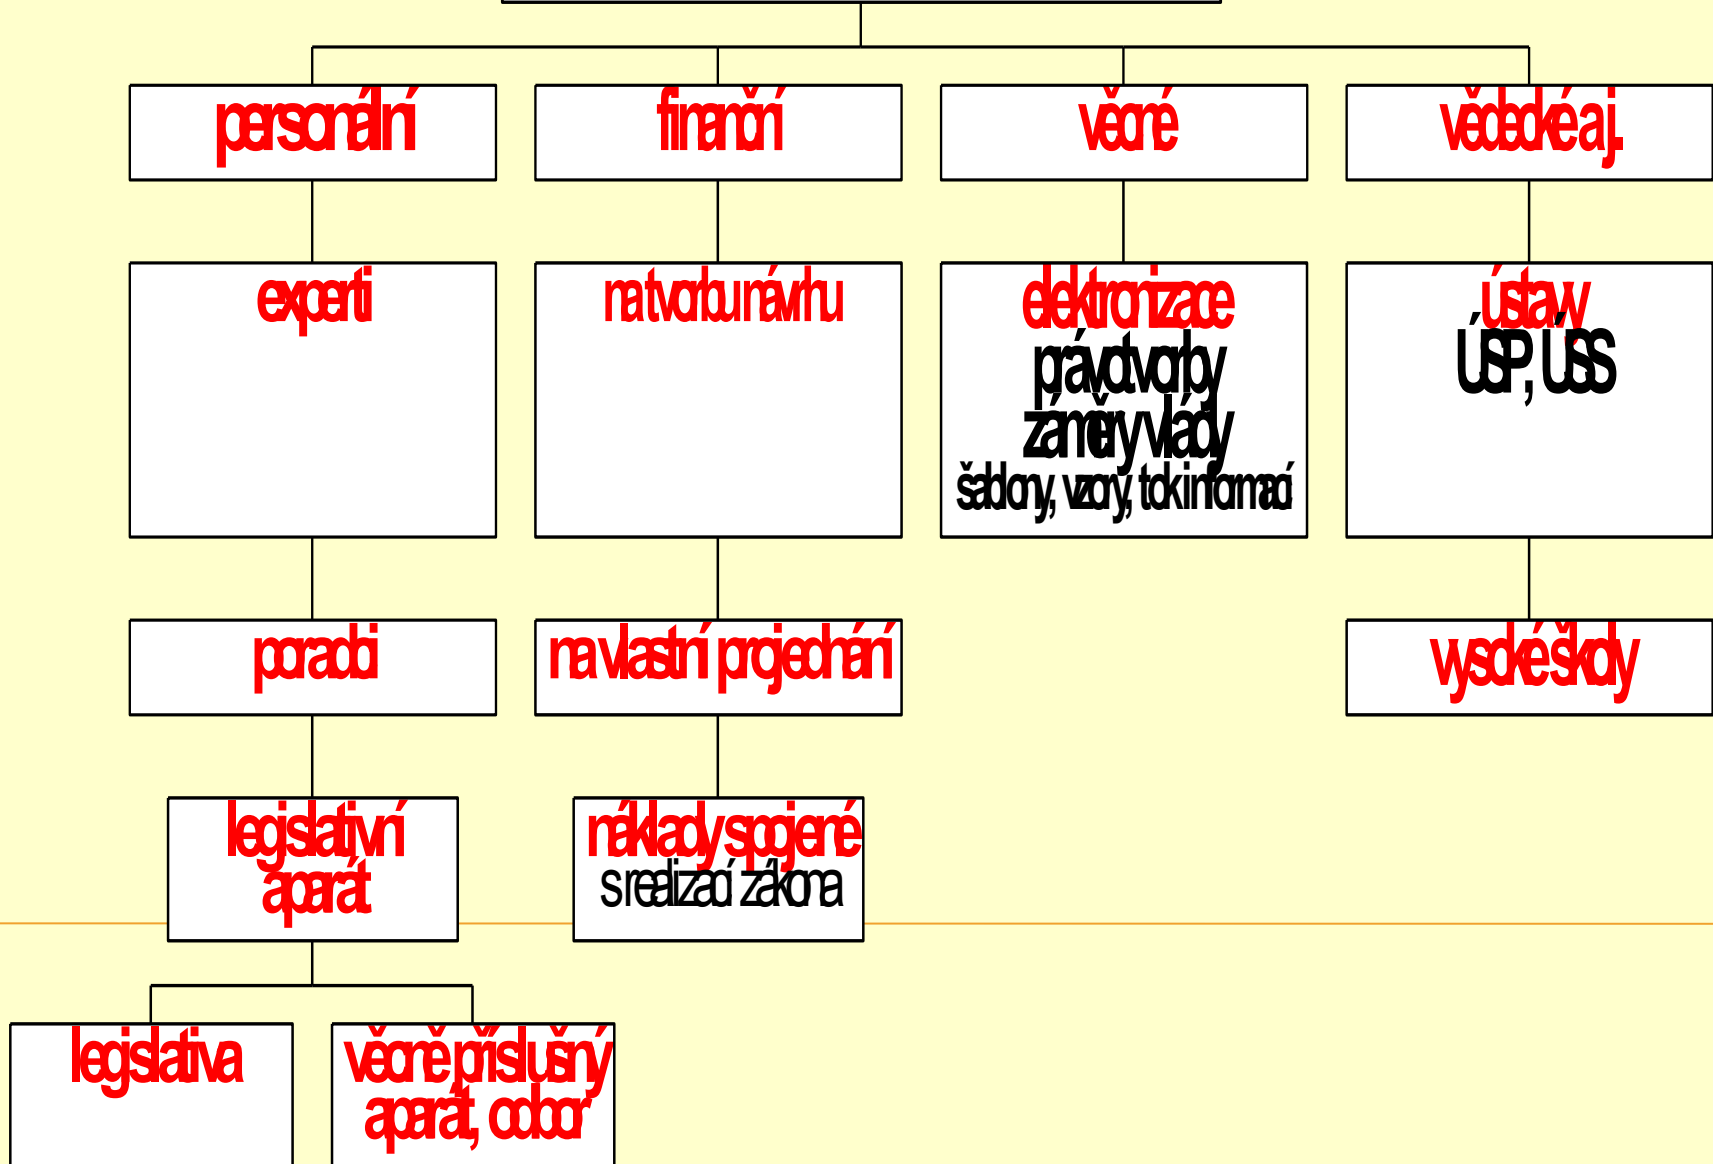 personální
finanční
věcné
vědecké aj.
experti
na tvorbu návrhu
elektronizace
právotvorby
záměry vlády
šablony, vzory, tok informací
ústavy
ÚSP, ÚSS
poradci
na vlastní projednání
vysoké školy
legislativní
aparát
náklady spojené
s realizací zákona
legislativa
věcně příslušný
aparát, odbor